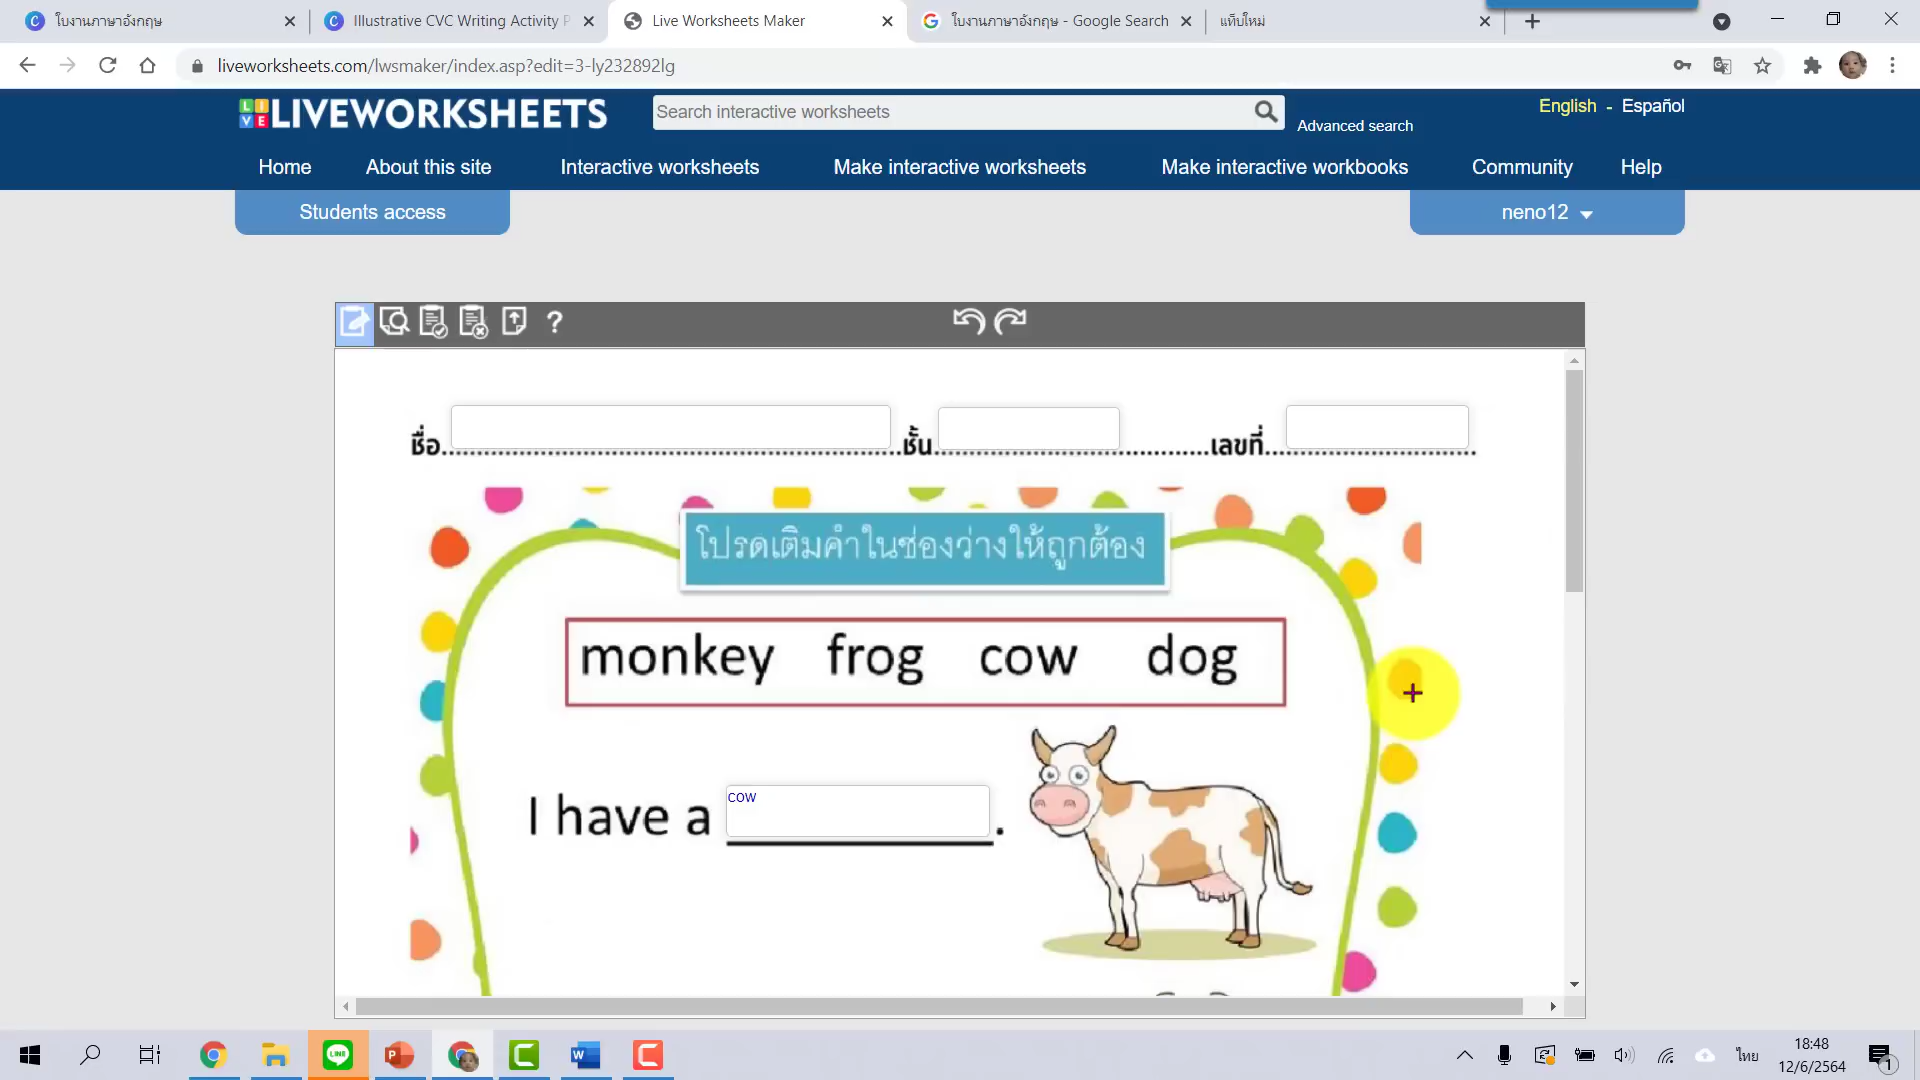 ใบงานภาษาอังกฤษ
Illustrative CVC Writing Activity P
Live Worksheets Maker
ใบงานภาษาอังกฤษ - Google Search
แท็บใหม่
liveworksheets.com/lwsmaker/index.asp?edit=3-ly232892lg
LIVE LIVEWORKSHEETS
Search interactive worksheets
Advanced search
English - Español
Home About this site Interactive worksheets Make interactive worksheets Make interactive workbooks Community Help
Students access
neno12
?
ชื่อ ชั้น เลขที่
โปรดเติมคำในช่องว่างให้ถูกต้อง
monkey frog cow dog
I have a cow .
LINE
ไทย
18:48
12/6/2564
1